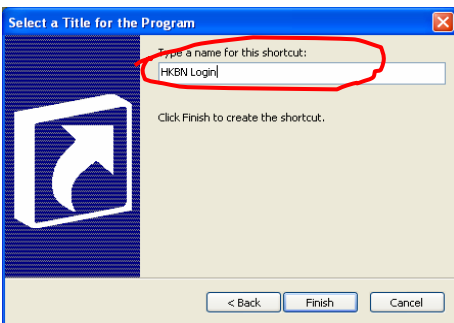 Select a Title for the Program
Type a name for this shortcut:
HKBN Login
Click Finish to create the shortcut.
< Back
Finish
Cancel